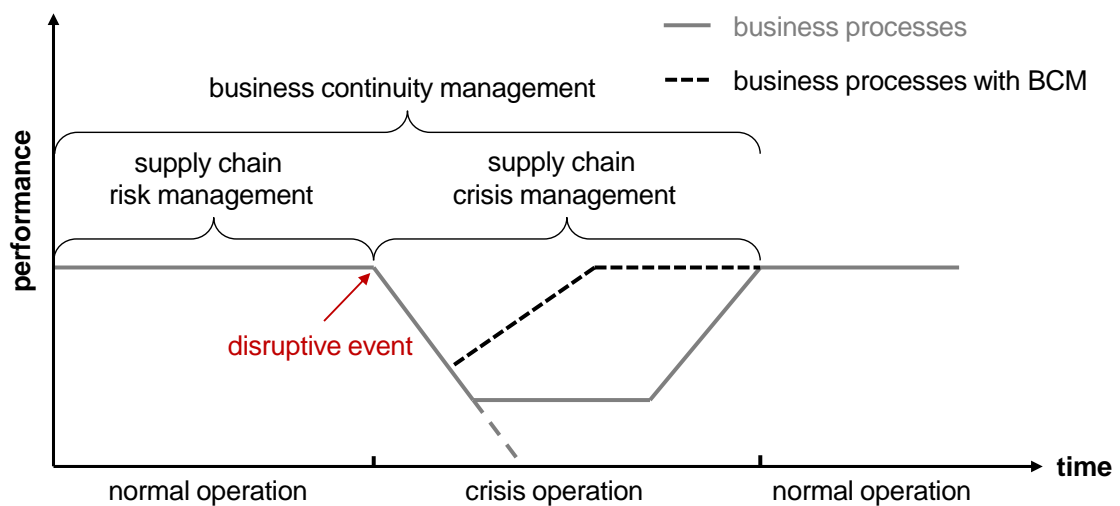 business processes
business processes with BCM
business continuity management
supply chain
risk management
supply chain
crisis management
performance
disruptive event
time
normal operation
crisis operation
normal operation